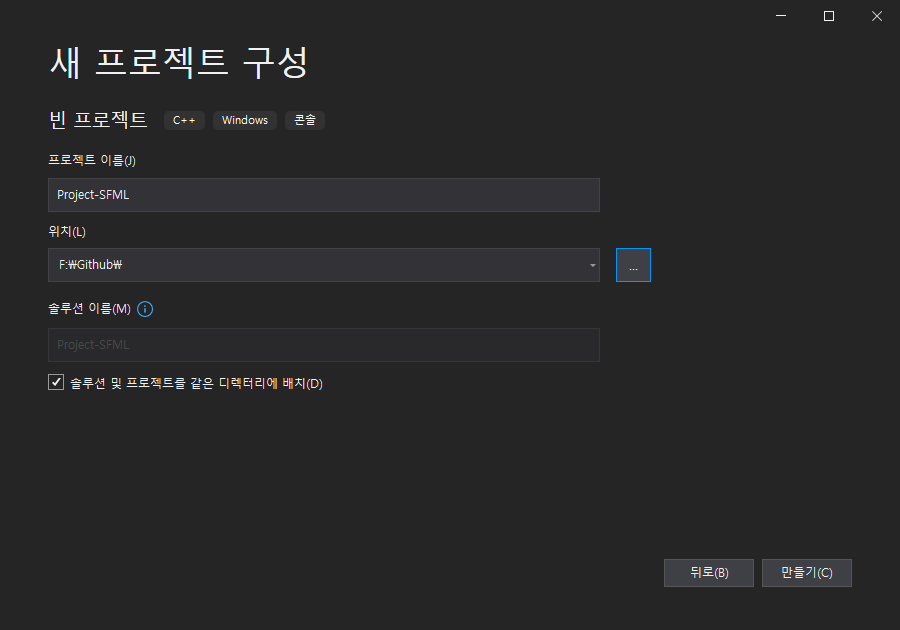 새 프로젝트 구성
빈 프로젝트 C++ Windows 콘솔
프로젝트 이름(J)
Project-SFML
위치(L)
F:₩Github₩
...
솔루션 이름(M)
Project-SFML
솔루션 및 프로젝트를 같은 디렉터리에 배치(D)
뒤로(B) 만들기(C)